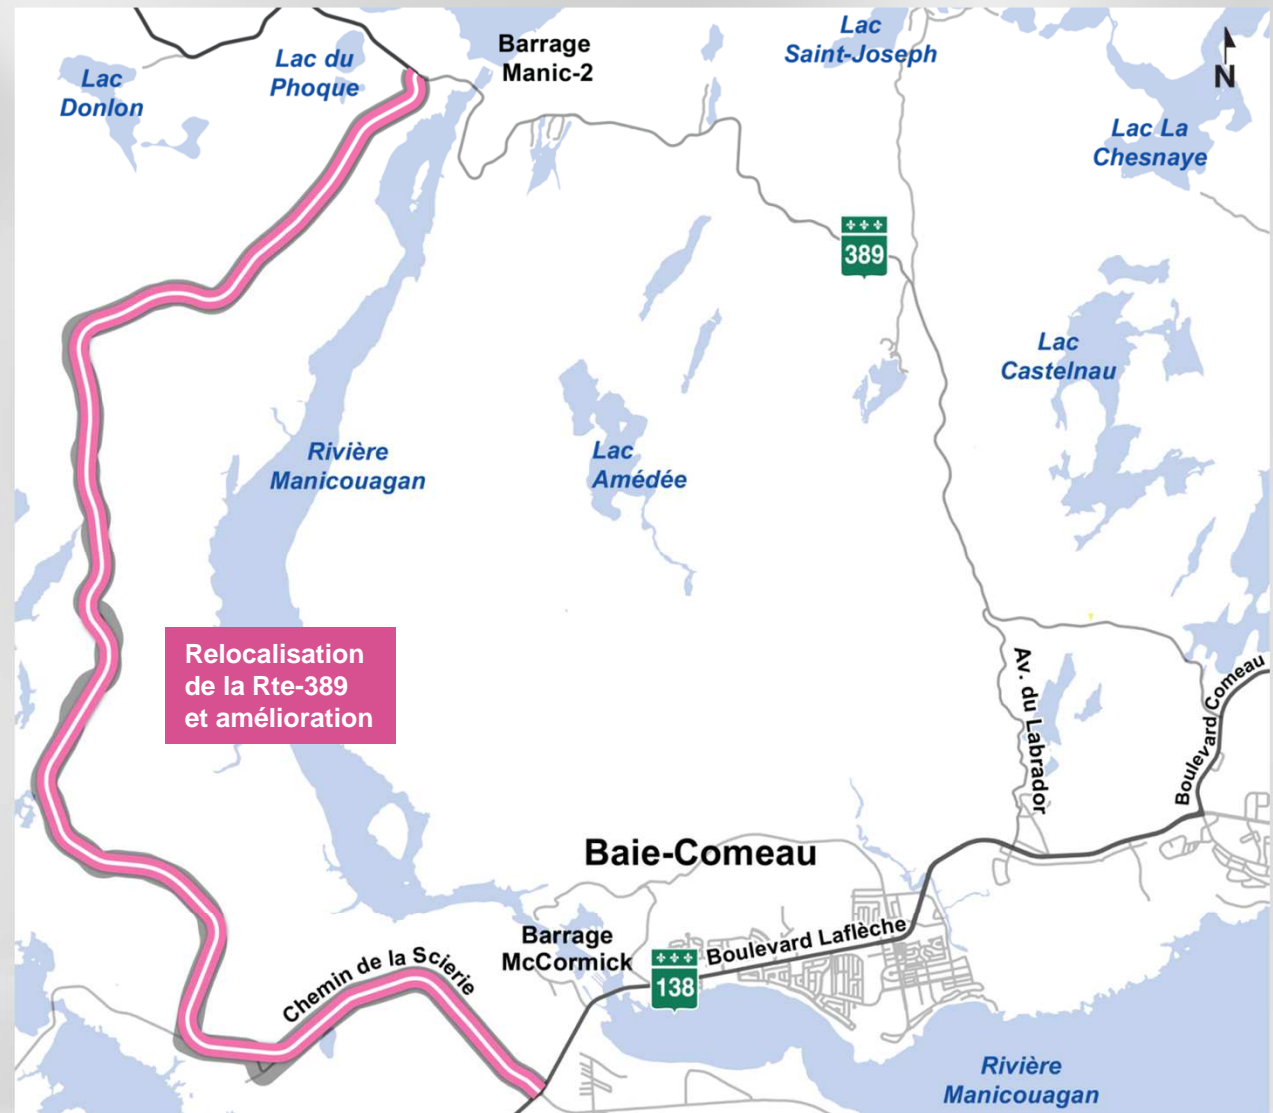 Lac
Saint-Joseph
Barrage
Manic-2
Lac du
Phoque
Lac
Donlon
N
Lac La
Chesnaye
389
Lac
Castelnau
Rivière
Manicouagan
Lac
Amédée
Relocalisation
de la Rte-389
et amélioration
Av. du Labrador
Boulevard Comeau
Baie-Comeau
Barrage
McCormick
Boulevard Laflèche
138
Chemin de la Scierie
Rivière
Manicouagan